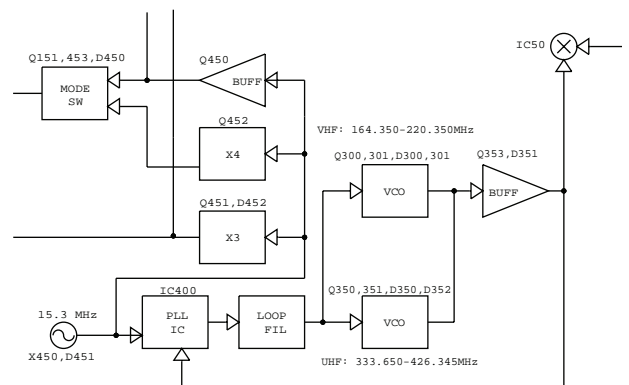 IC50
Q151,453,D450
Q450
MODE
SW
BUFF
Q452
VHF: 164.350-220.350MHz
X4
Q300,301,D300,301
Q353,D351
VCO
BUFF
Q451,D452
X3
IC400
Q350,351,D350,D352
15.3 MHz
PLL
IC
LOOP
FIL
VCO
X450,D451
UHF: 333.650-426.345MHz